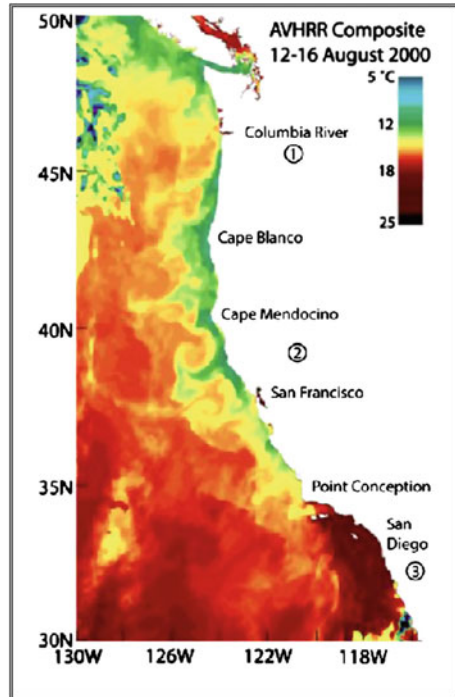 50N
AVHRR Composite
12-16 August 2000
5 °C
12
18
25
Columbia River
①
45N
Cape Blanco
Cape Mendocino
40N
②
San Francisco
Point Conception
35N
San
Diego
③
30N
130W 126W 122W 118W